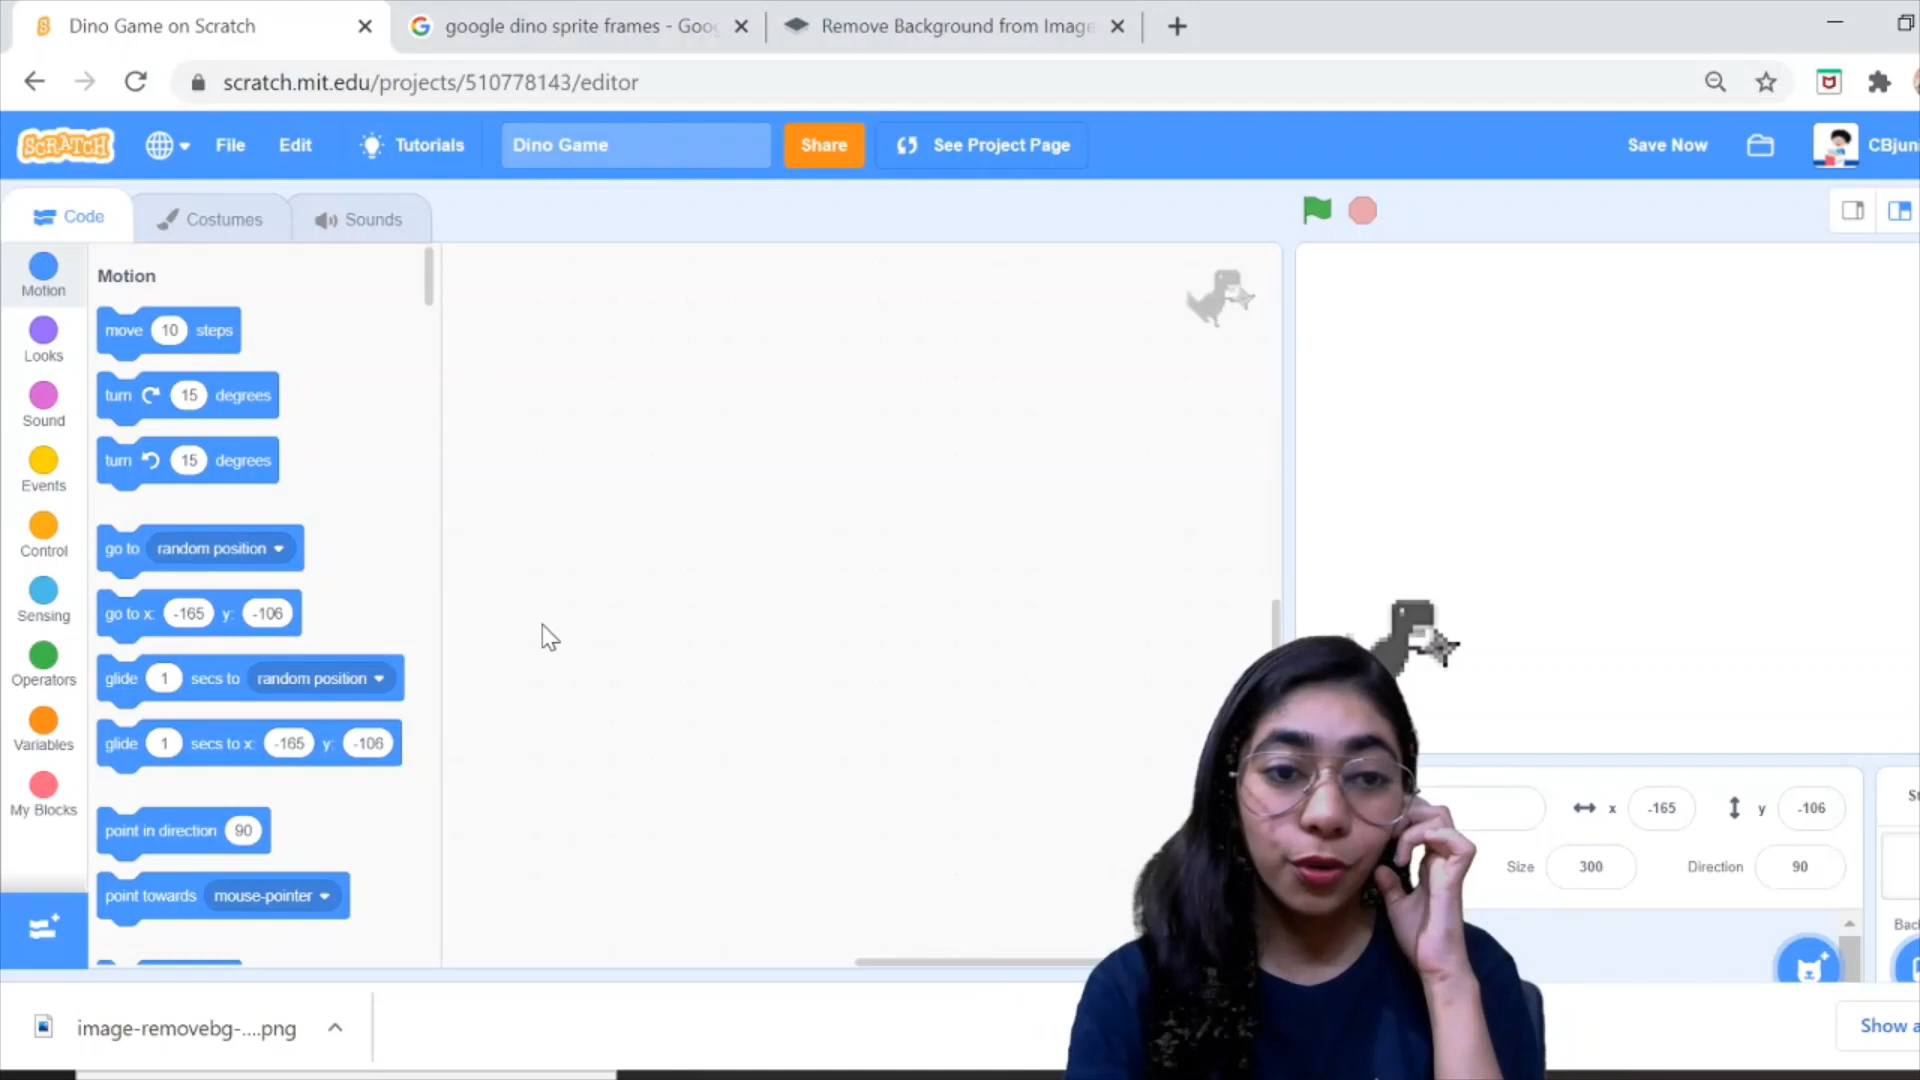 Dino Game on Scratch
google dino sprite frames - Goog
Remove Background from Image
scratch.mit.edu/projects/510778143/editor
SCRATCH
File
Edit
Tutorials
Dino Game
Share
See Project Page
Save Now
CBjuni
Code
Costumes
Sounds
Motion
Looks
Sound
Events
Control
Sensing
Operators
Variables
My Blocks
Motion
move 10 steps
turn 15 degrees
turn 15 degrees
go to random position
go to x: -165 y: -106
glide 1 secs to random position
glide 1 secs to x: -165 y: -106
point in direction 90
point towards mouse-pointer
x -165 y -106
Size 300 Direction 90
image-removebg-....png